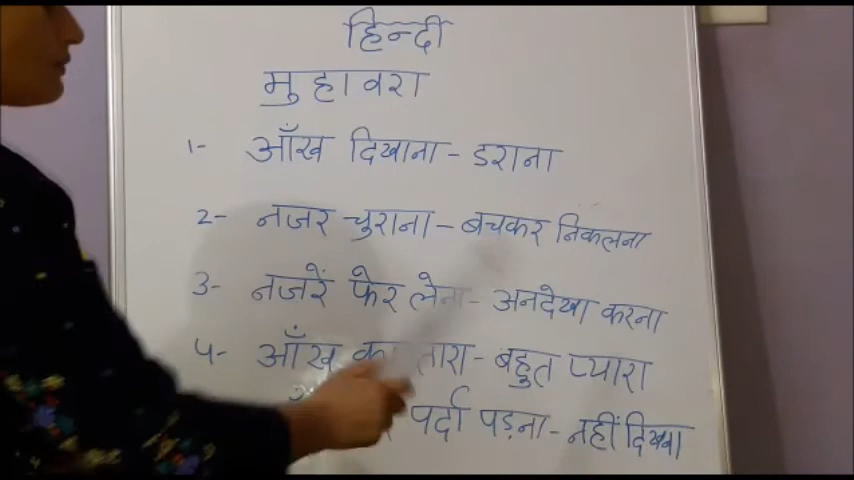 हिन्दी
मुहावरा
1- आँख दिखाना - डराना
2- नजर चुराना - बचकर निकलना
3- नजरें फेर लेना - अनदेखा करना
4- आँख का तारा - बहुत प्यारा
पर्दा पड़ना - नहीं दिखना